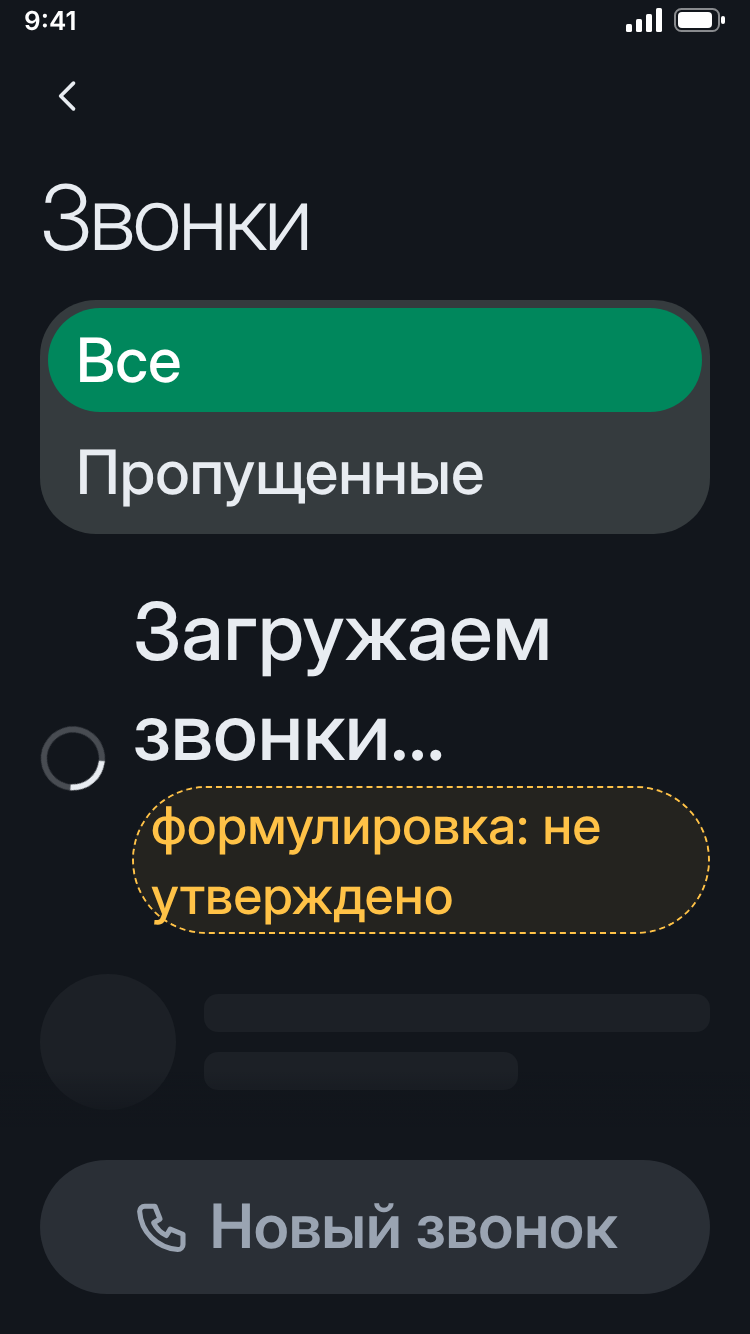 9:41
Звонки
Все
Пропущенные
Загружаем
звонки...
формулировка: не
утверждено
Новый звонок